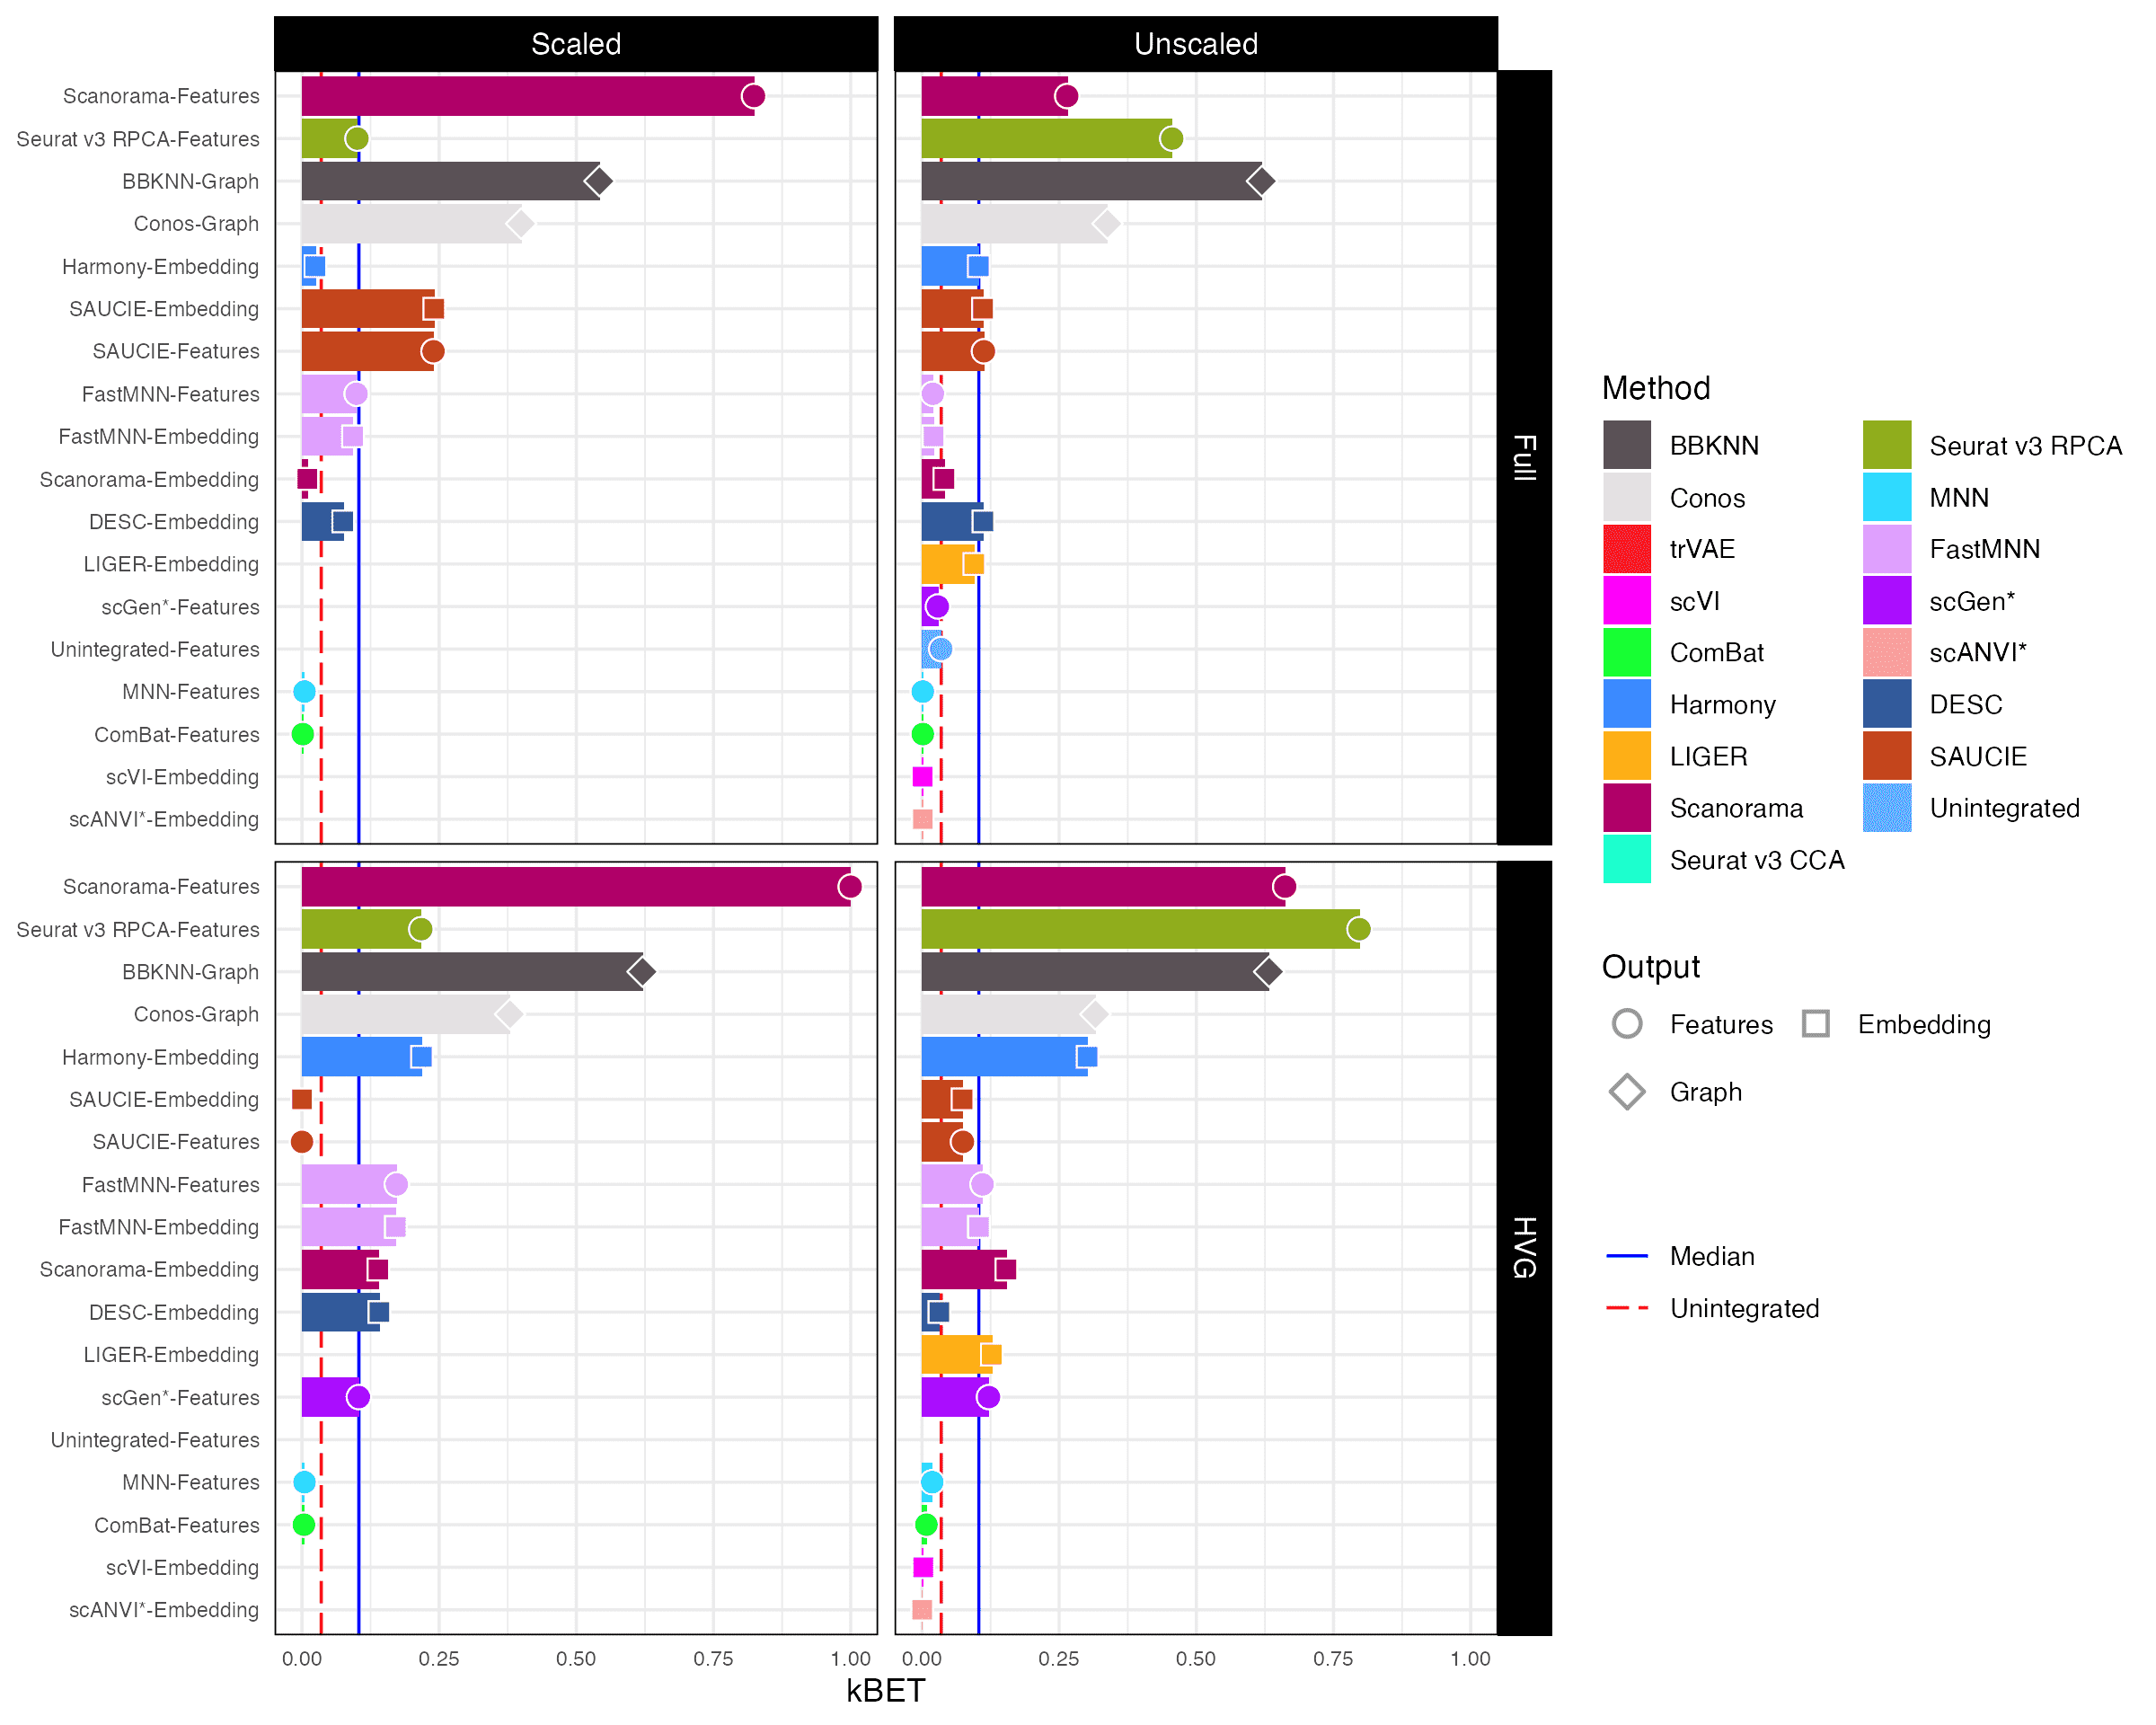 Scaled
Unscaled
Scanorama-Features
Seurat v3 RPCA-Features
BBKNN-Graph
Conos-Graph
Harmony-Embedding
SAUCIE-Embedding
SAUCIE-Features
FastMNN-Features
FastMNN-Embedding
Scanorama-Embedding
DESC-Embedding
LIGER-Embedding
scGen*-Features
Unintegrated-Features
MNN-Features
ComBat-Features
scVI-Embedding
scANVI*-Embedding
Full
Scanorama-Features
Seurat v3 RPCA-Features
BBKNN-Graph
Conos-Graph
Harmony-Embedding
SAUCIE-Embedding
SAUCIE-Features
FastMNN-Features
FastMNN-Embedding
Scanorama-Embedding
DESC-Embedding
LIGER-Embedding
scGen*-Features
Unintegrated-Features
MNN-Features
ComBat-Features
scVI-Embedding
scANVI*-Embedding
HVG
0.00 0.25 0.50 0.75 1.00
0.00 0.25 0.50 0.75 1.00
kBET
Method
BBKNN
Conos
trVAE
scVI
ComBat
Harmony
LIGER
Scanorama
Seurat v3 CCA
Seurat v3 RPCA
MNN
FastMNN
scGen*
scANVI*
DESC
SAUCIE
Unintegrated
Output
Features
Embedding
Graph
Median
Unintegrated